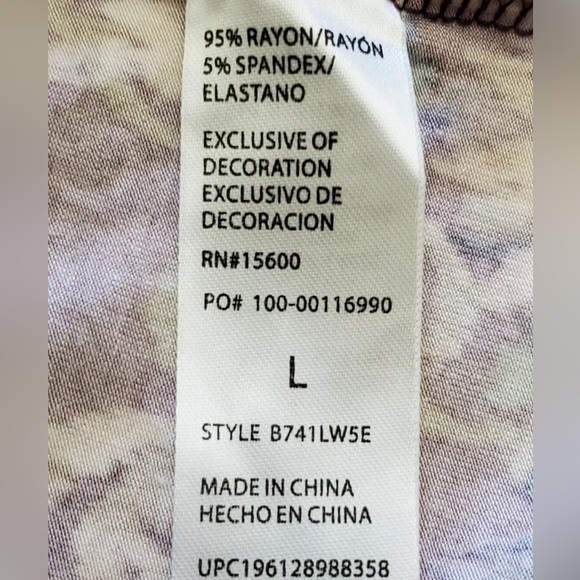 95% RAYON/RAYÓN
5% SPANDEX/
ELASTANO
EXCLUSIVE OF
DECORATION
EXCLUSIVO DE
DECORACION
RN#15600
PO# 100-00116990
L
STYLE B741LW5E
MADE IN CHINA
HECHO EN CHINA
UPC196128988358